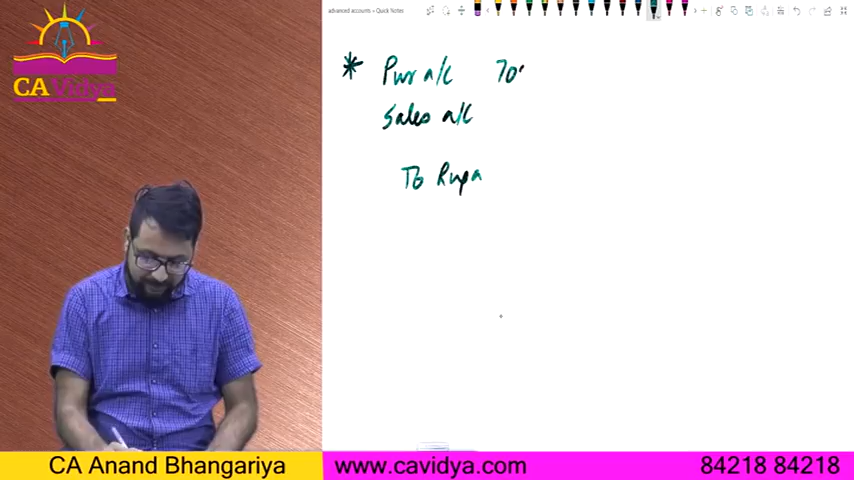 advanced accounts • Quick Notes
CA Vidya
* Pur a/c 70
Sales a/c
To Rupa
CA Anand Bhangariya www.cavidya.com 84218 84218